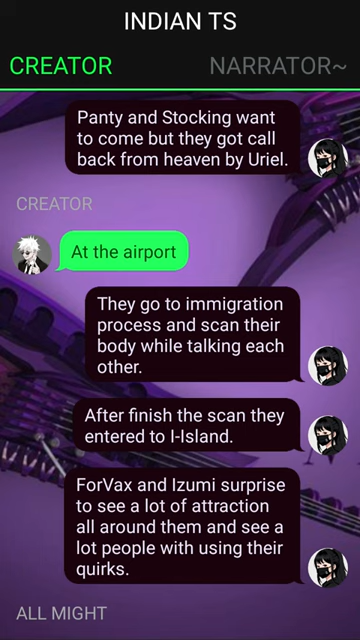 INDIAN TS
CREATOR NARRATOR~
Panty and Stocking want
to come but they got call
back from heaven by Uriel.
CREATOR
At the airport
They go to immigration
process and scan their
body while talking each
other.
After finish the scan they
entered to I-Island.
ForVax and Izumi surprise
to see a lot of attraction
all around them and see a
lot people with using their
quirks.
ALL MIGHT